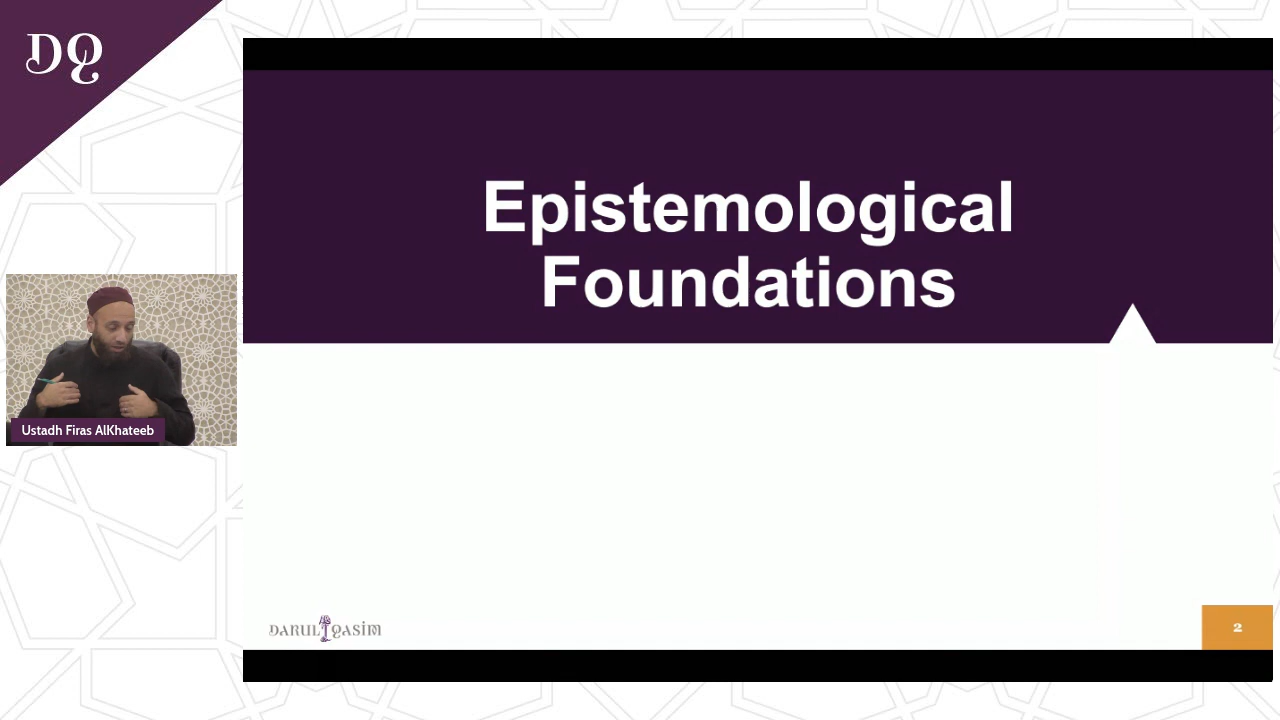 DQ
Epistemological
Foundations
Ustadh Firas AlKhateeb
DARUL QASIM
2